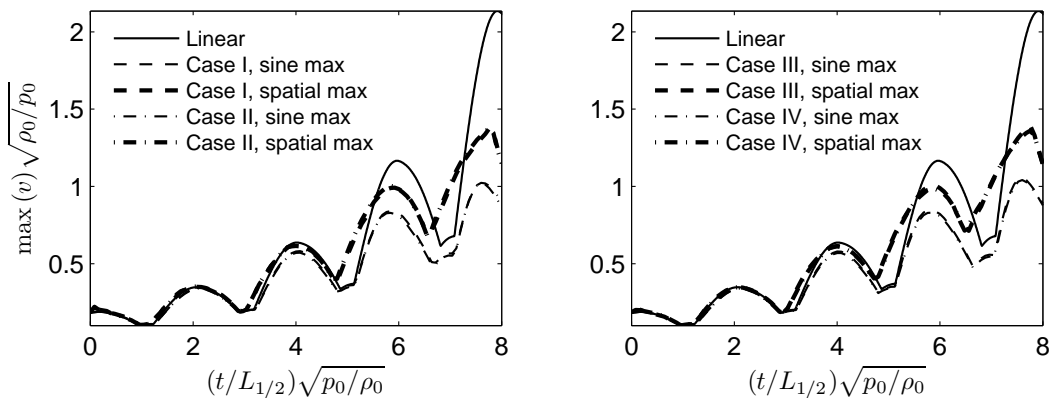 max (v) √ρ₀/p₀
2
1.5
1
0.5
Linear
Case I, sine max
Case I, spatial max
Case II, sine max
Case II, spatial max
0 2 4 6 8
(t/L₁/₂)√p₀/ρ₀
2
1.5
1
0.5
Linear
Case III, sine max
Case III, spatial max
Case IV, sine max
Case IV, spatial max
0 2 4 6 8
(t/L₁/₂)√p₀/ρ₀